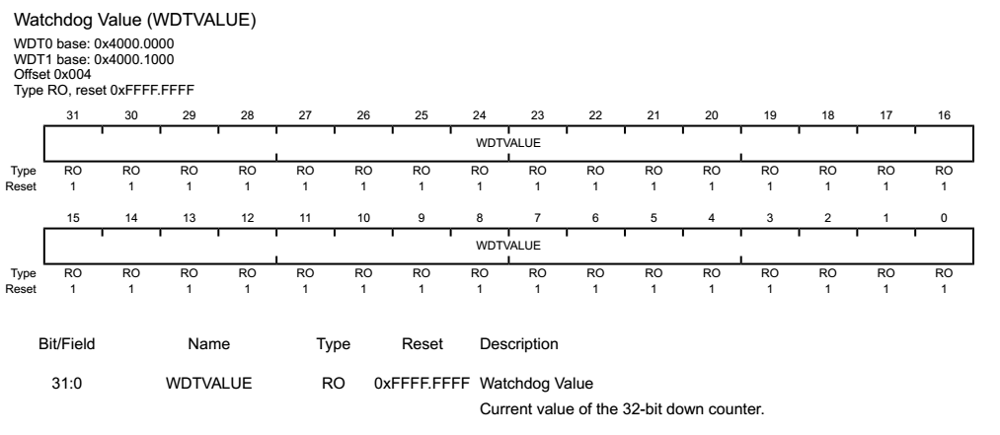 Watchdog Value (WDTVALUE)
WDT0 base: 0x4000.0000
WDT1 base: 0x4000.1000
Offset 0x004
Type RO, reset 0xFFFF.FFFF
31 30 29 28 27 26 25 24 23 22 21 20 19 18 17 16
WDTVALUE
Type RO RO RO RO RO RO RO RO RO RO RO RO RO RO RO RO
Reset 1 1 1 1 1 1 1 1 1 1 1 1 1 1 1 1
15 14 13 12 11 10 9 8 7 6 5 4 3 2 1 0
WDTVALUE
Type RO RO RO RO RO RO RO RO RO RO RO RO RO RO RO RO
Reset 1 1 1 1 1 1 1 1 1 1 1 1 1 1 1 1
Bit/Field Name Type Reset Description
31:0 WDTVALUE RO 0xFFFF.FFFF Watchdog Value
Current value of the 32-bit down counter.